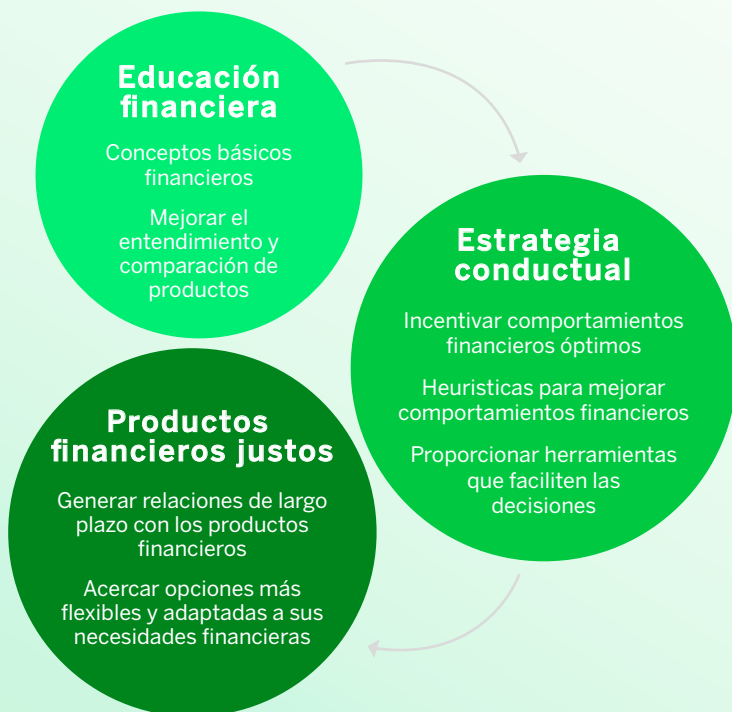 Educación
financiera
Conceptos básicos
financieros
Mejorar el
entendimiento y
comparación de
productos
Estrategia
conductual
Incentivar comportamientos
financieros óptimos
Heuristicas para mejorar
comportamientos financieros
Proporcionar herramientas
que faciliten las
decisiones
Productos
financieros justos
Generar relaciones de largo
plazo con los productos
financieros
Acercar opciones más
flexibles y adaptadas a sus
necesidades financieras